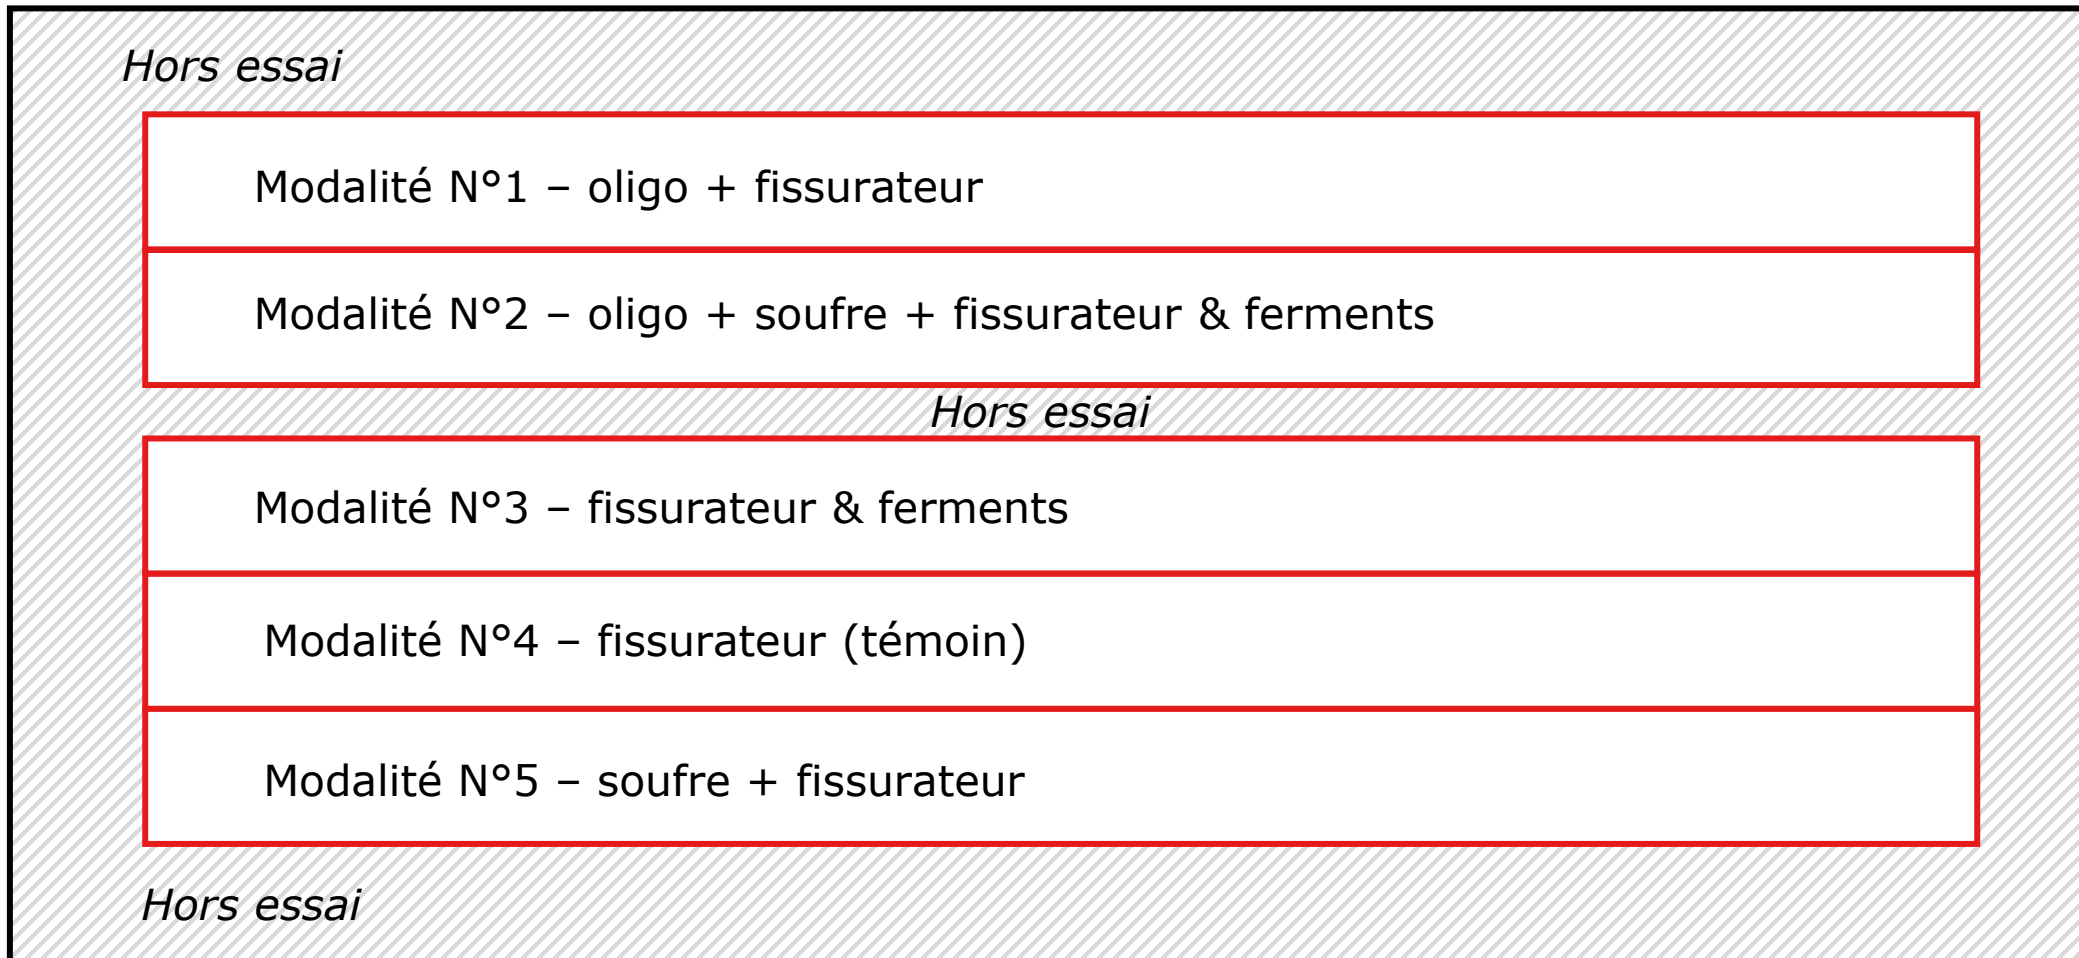 Hors essai
Modalité N°1 – oligo + fissurateur
Modalité N°2 – oligo + soufre + fissurateur & ferments
Hors essai
Modalité N°3 – fissurateur & ferments
Modalité N°4 – fissurateur (témoin)
Modalité N°5 – soufre + fissurateur
Hors essai